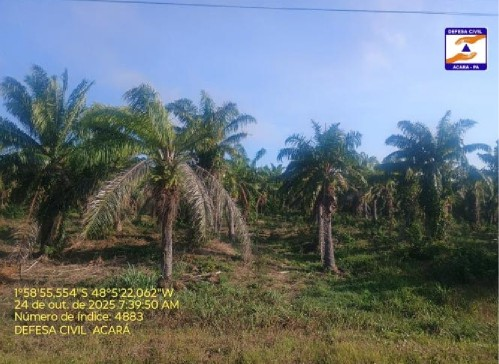 DEFESA CIVIL
ACARÁ - PA
1°58'55,554"S 48°5'22,062"W
24 de out. de 2025 7:39:50 AM
Número de índice: 4883
DEFESA CIVIL ACARÁ